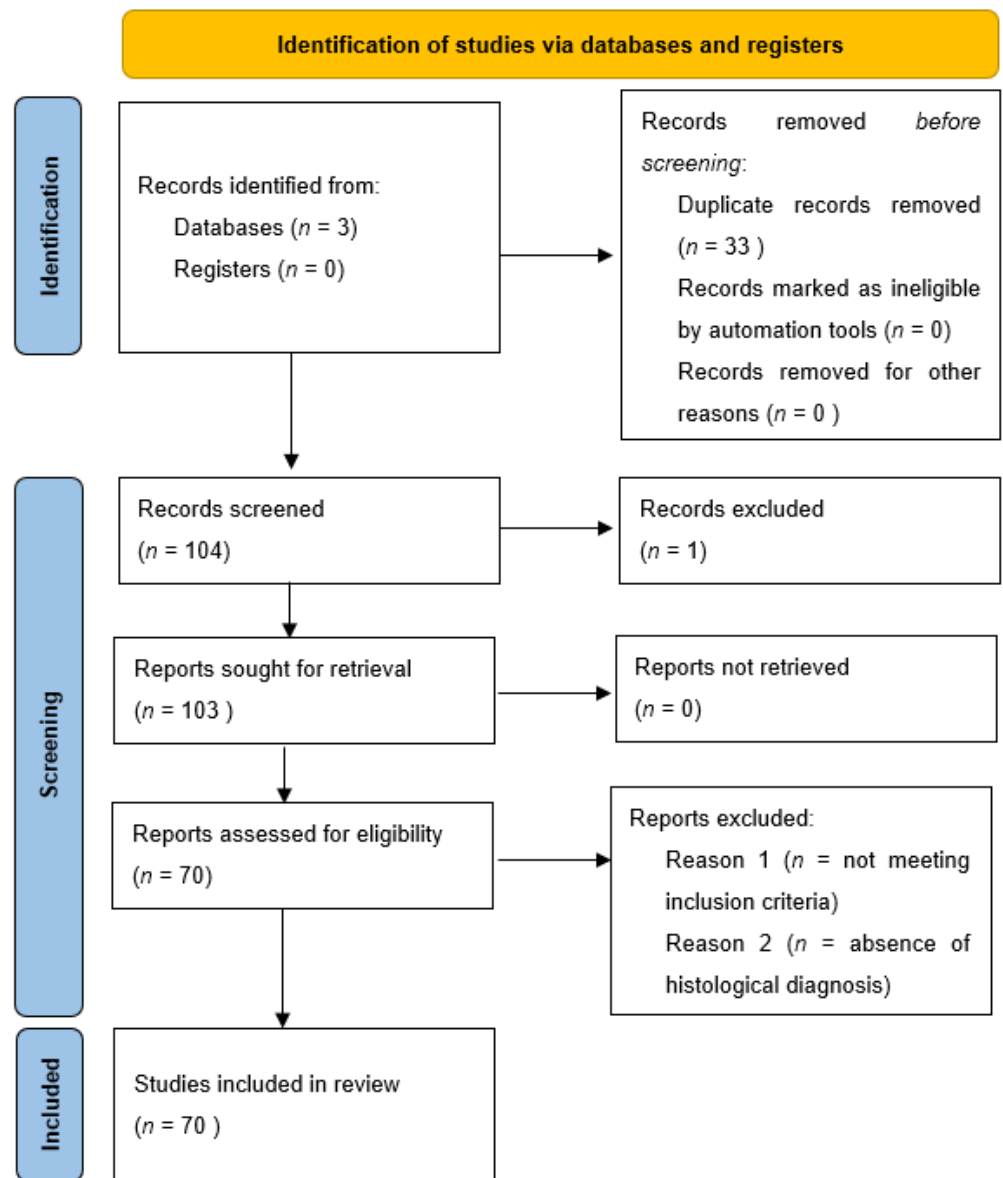 Identification of studies via databases and registers
Identification
Records identified from:
Databases (n = 3)
Registers (n = 0)
Records removed before
screening:
Duplicate records removed
(n = 33 )
Records marked as ineligible
by automation tools (n = 0)
Records removed for other
reasons (n = 0 )
Screening
Records screened
(n = 104)
Records excluded
(n = 1)
Reports sought for retrieval
(n = 103 )
Reports not retrieved
(n = 0)
Reports assessed for eligibility
(n = 70)
Reports excluded:
Reason 1 (n = not meeting
inclusion criteria)
Reason 2 (n = absence of
histological diagnosis)
Included
Studies included in review
(n = 70 )